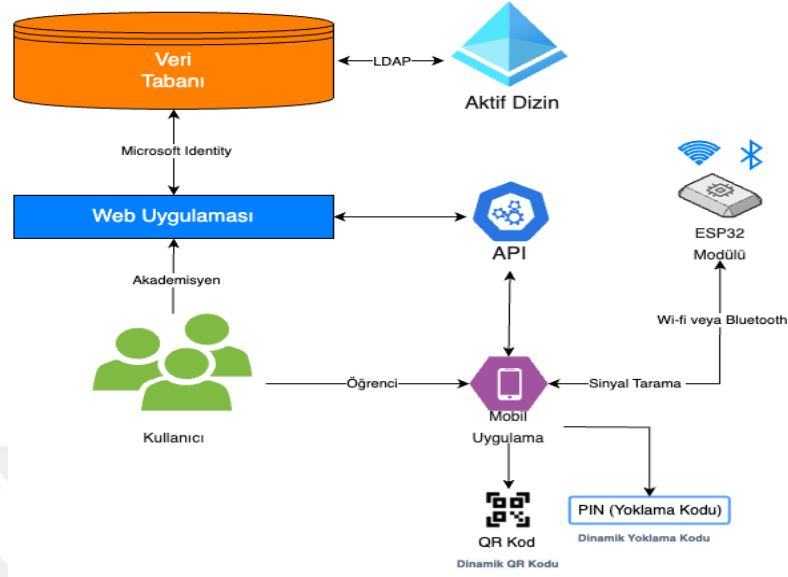 Veri
Tabanı
LDAP
Aktif Dizin
Microsoft Identity
Web Uygulaması
API
ESP32
Modülü
Akademisyen
Wi-fi veya Bluetooth
Öğrenci
Sinyal Tarama
Kullanıcı
Mobil
Uygulama
PIN (Yoklama Kodu)
Dinamik Yoklama Kodu
QR Kod
Dinamik QR Kodu